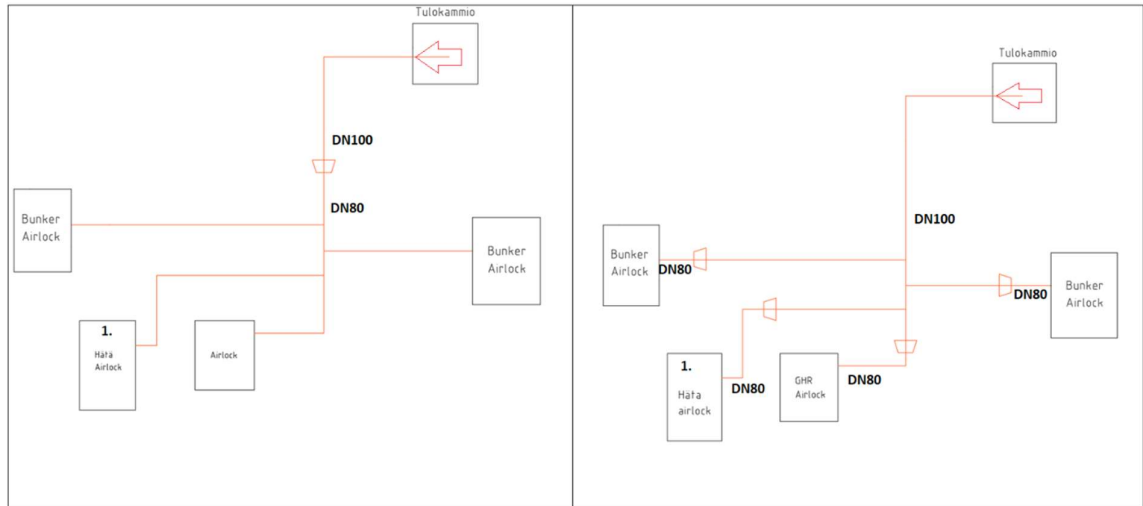 Tulokammio
DN100
DN80
Bunker
Airlock
Bunker
Airlock
1.
Hätä
Airlock
Airlock
Tulokammio
DN100
Bunker
Airlock
DN80
DN80
Bunker
Airlock
1.
Häta
airlock
DN80
GHR
Airlock
DN80